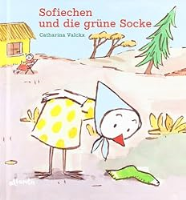 Sofiechen
und die grüne Socke
Catharina Valckx